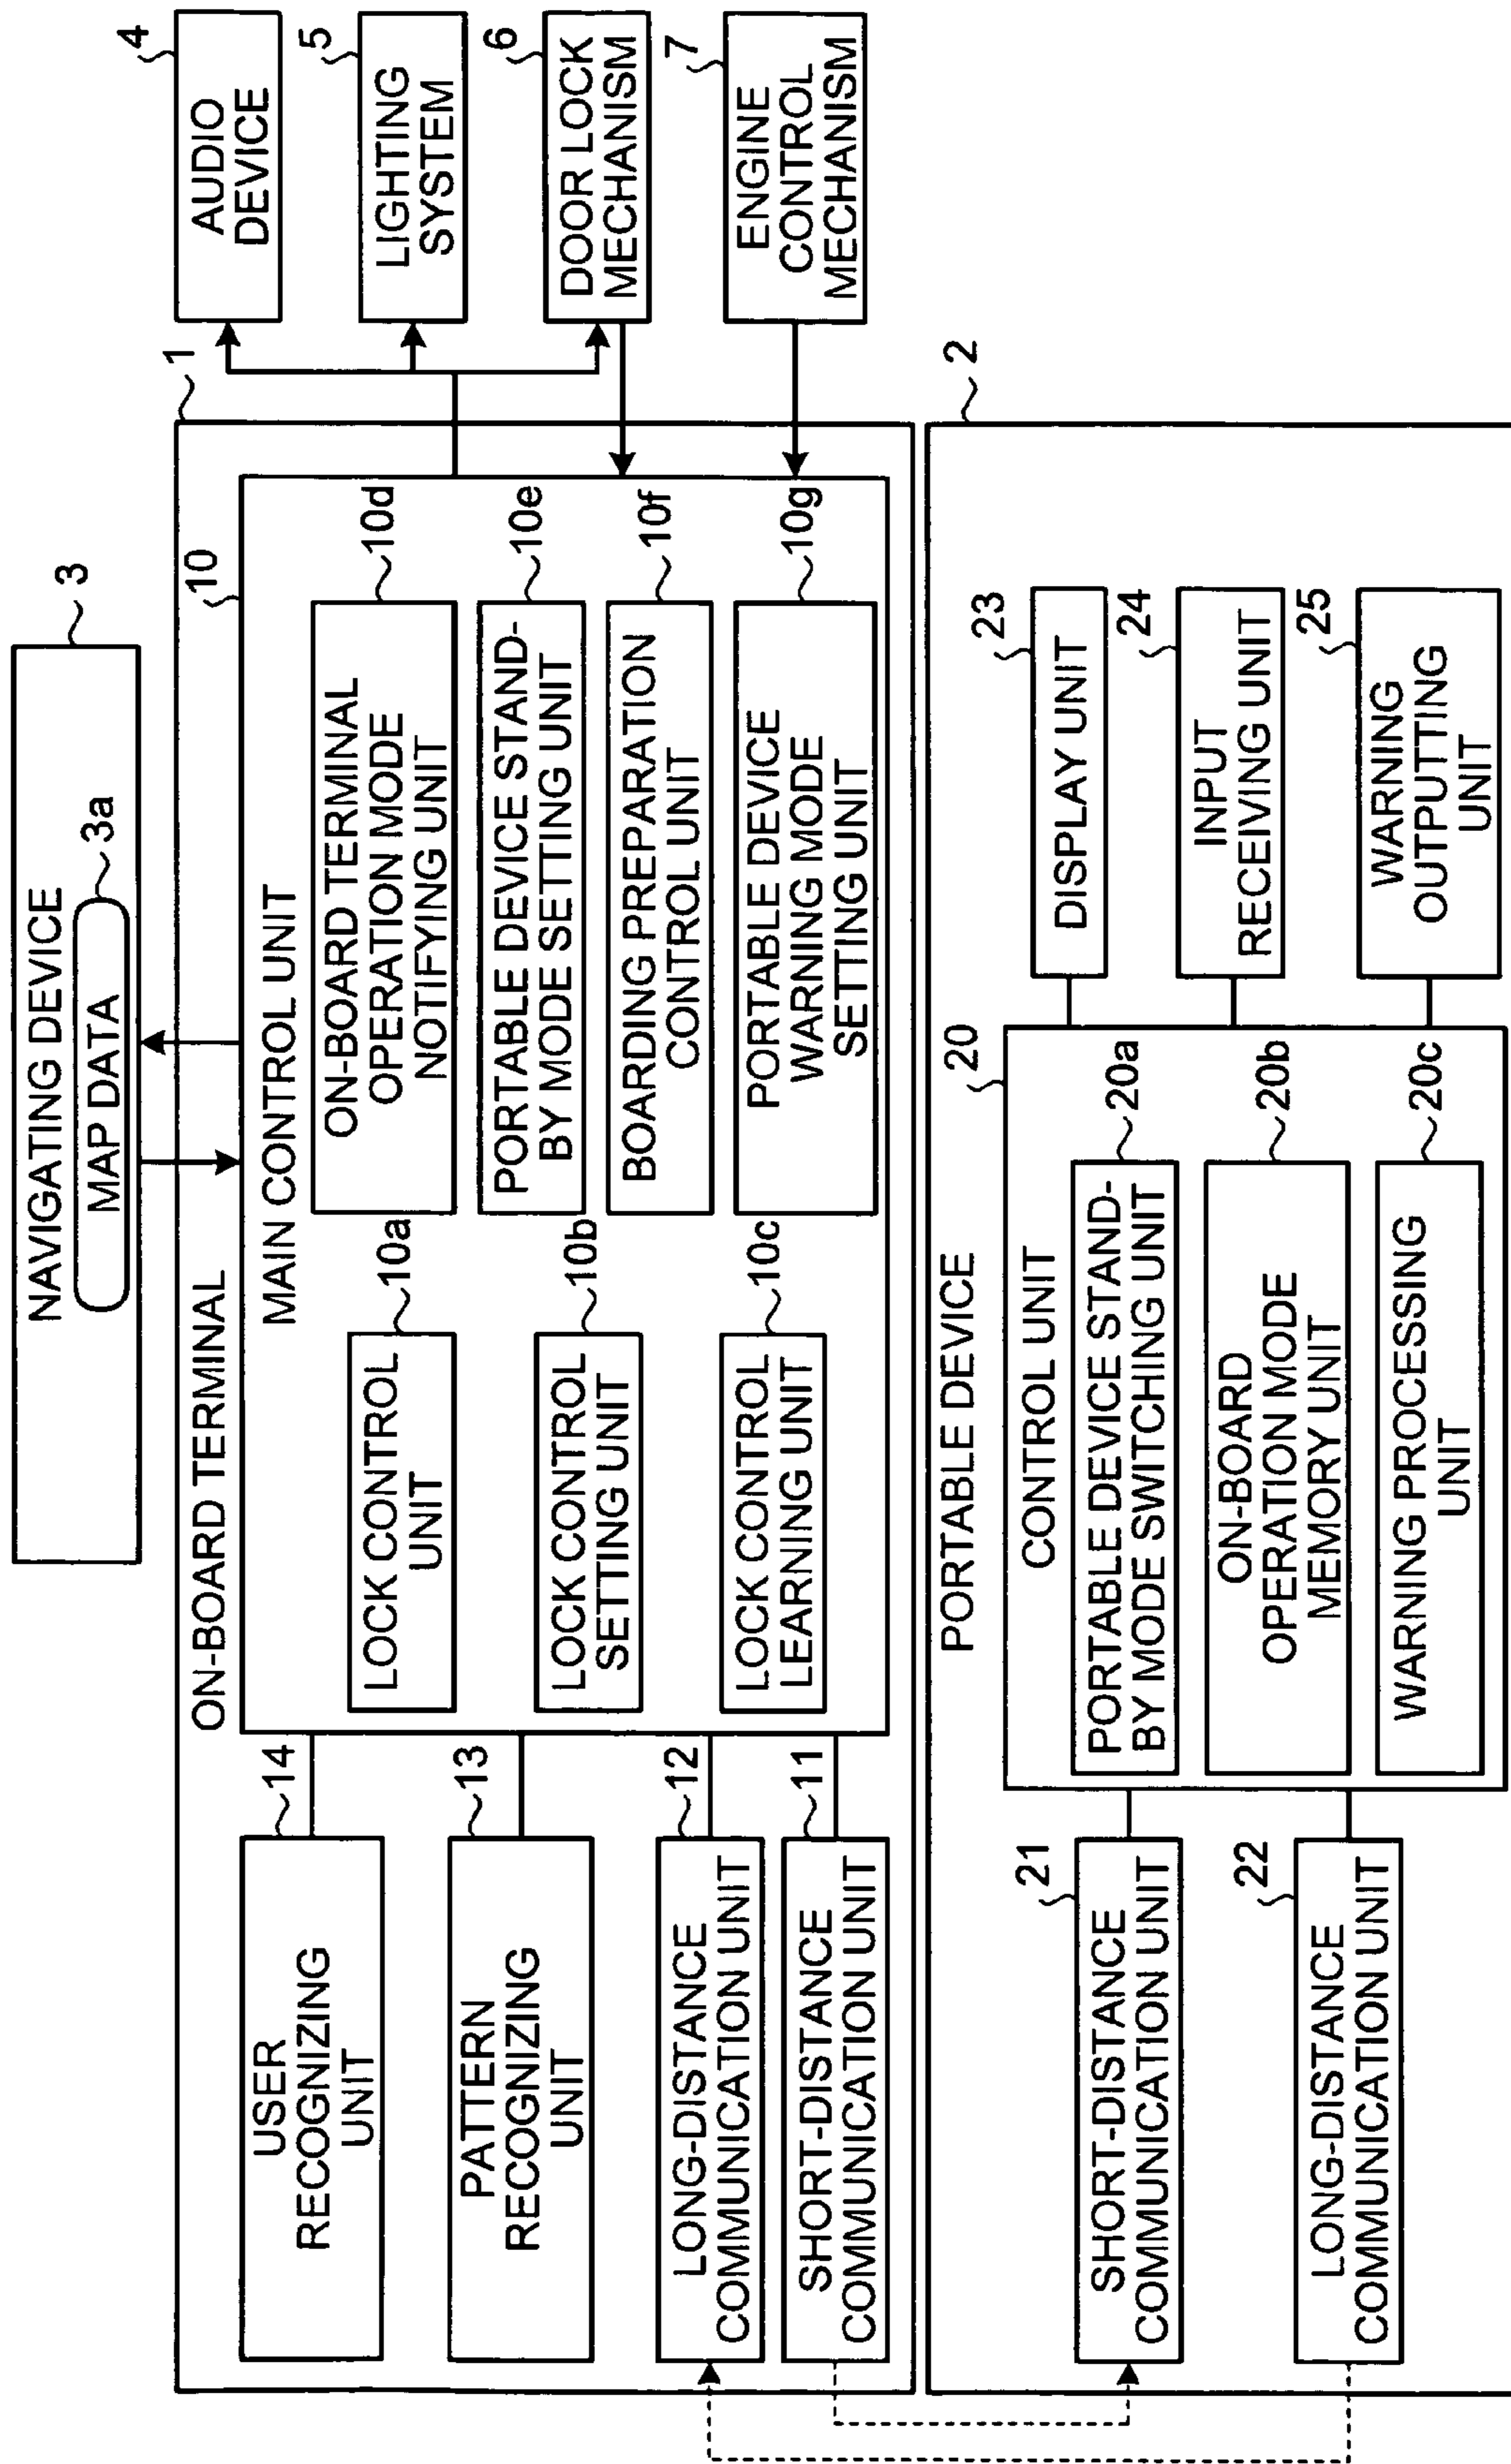 NAVIGATING DEVICE
3
MAP DATA
3a
ON-BOARD TERMINAL
1
MAIN CONTROL UNIT
10
USER
RECOGNIZING
UNIT
14
PATTERN
RECOGNIZING
UNIT
13
LONG-DISTANCE
COMMUNICATION UNIT
12
SHORT-DISTANCE
COMMUNICATION UNIT
11
LOCK CONTROL
UNIT
10a
LOCK CONTROL
SETTING UNIT
10b
LOCK CONTROL
LEARNING UNIT
10c
ON-BOARD TERMINAL
OPERATION MODE
NOTIFYING UNIT
10d
PORTABLE DEVICE STAND-
BY MODE SETTING UNIT
10e
BOARDING PREPARATION
CONTROL UNIT
10f
PORTABLE DEVICE
WARNING MODE
SETTING UNIT
10g
AUDIO
DEVICE
4
LIGHTING
SYSTEM
5
DOOR LOCK
MECHANISM
6
ENGINE
CONTROL
MECHANISM
7
PORTABLE DEVICE
2
SHORT-DISTANCE
COMMUNICATION UNIT
21
LONG-DISTANCE
COMMUNICATION UNIT
22
CONTROL UNIT
20
PORTABLE DEVICE STAND-
BY MODE SWITCHING UNIT
20a
ON-BOARD
OPERATION MODE
MEMORY UNIT
20b
WARNING PROCESSING
UNIT
20c
DISPLAY UNIT
23
INPUT
RECEIVING UNIT
24
WARNING
OUTPUTTING
UNIT
25